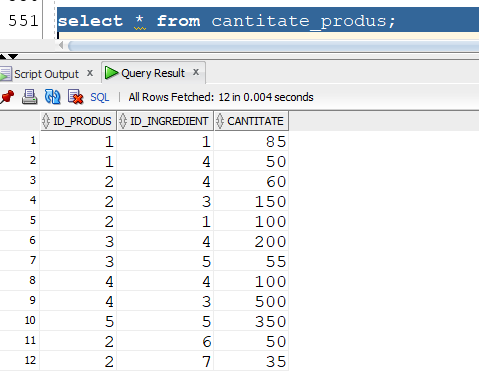 551 select * from cantitate_produs;
Script Output x Query Result x
SQL | All Rows Fetched: 12 in 0.004 seconds
ID_PRODUS ID_INGREDIENT CANTITATE
1 1 1 85
2 1 4 50
3 2 4 60
4 2 3 150
5 2 1 100
6 3 4 200
7 3 5 55
8 4 4 100
9 4 3 500
10 5 5 350
11 2 6 50
12 2 7 35